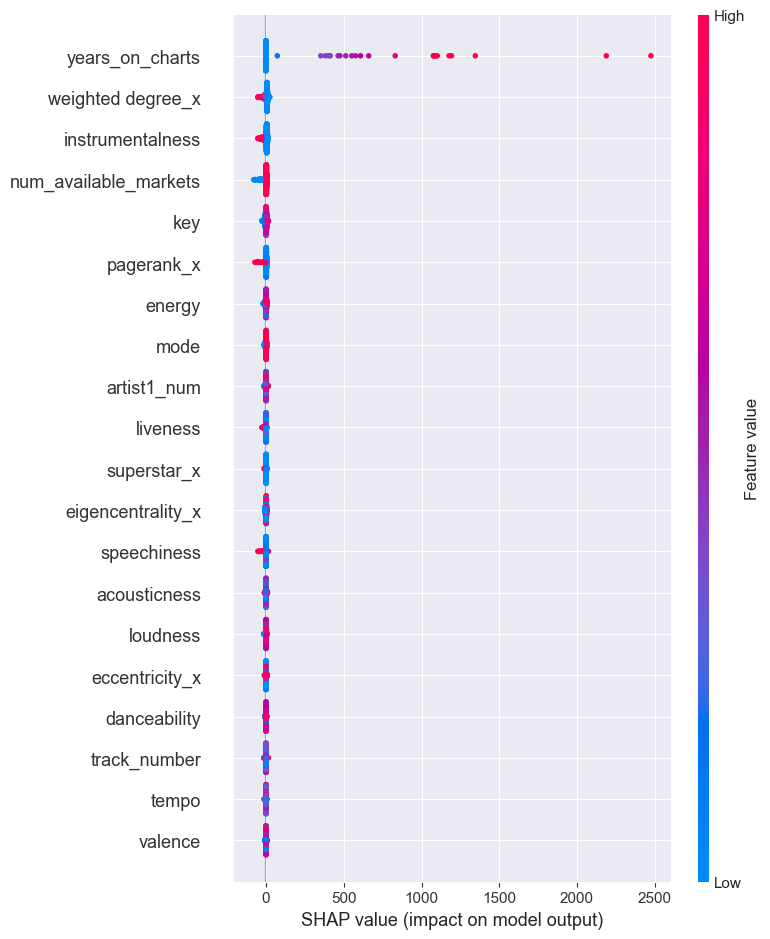 High
years_on_charts
weighted degree_x
instrumentalness
num_available_markets
key
pagerank_x
energy
mode
artist1_num
liveness
superstar_x
eigencentrality_x
speechiness
acousticness
loudness
eccentricity_x
danceability
track_number
tempo
valence
Feature value
Low
0 500 1000 1500 2000 2500
SHAP value (impact on model output)